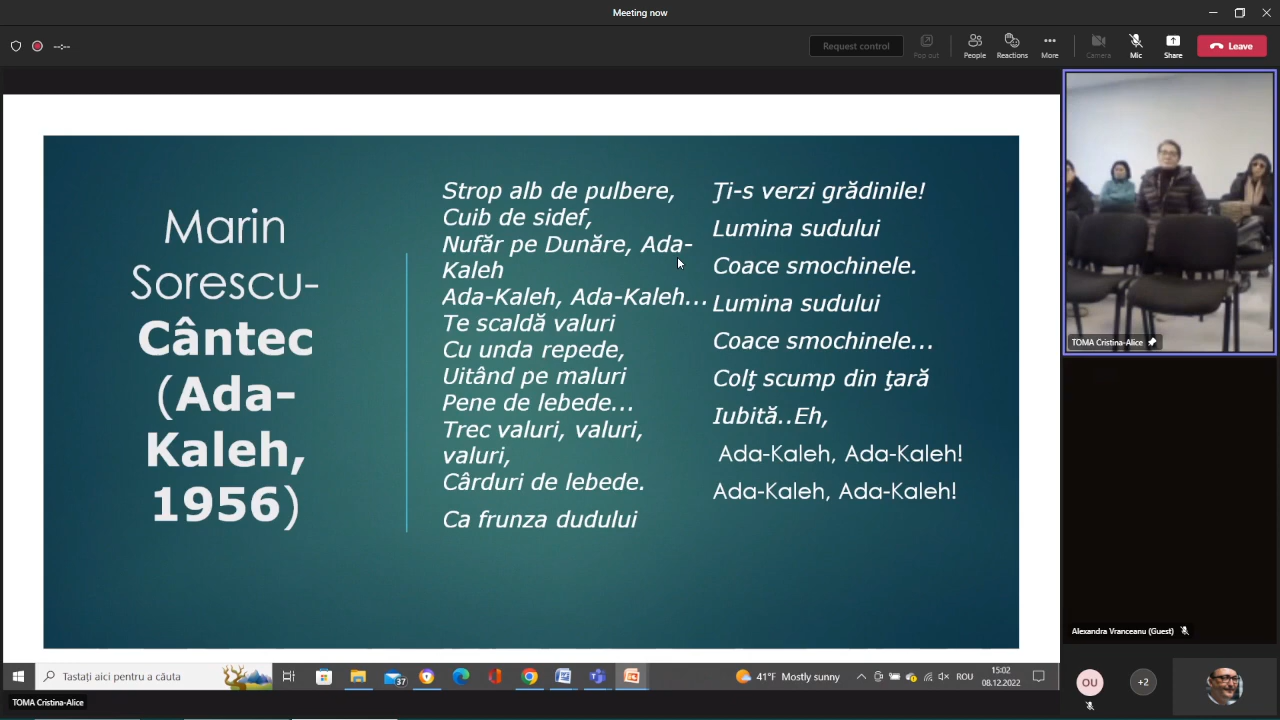 Meeting now
--:--
Request control
Pop out
People
Reactions
More
Camera
Mic
Share
Leave
Marin
Sorescu-
Cântec
(Ada-
Kaleh,
1956)
Strop alb de pulbere,
Cuib de sidef,
Nufăr pe Dunăre, Ada-
Kaleh
Ada-Kaleh, Ada-Kaleh...
Te scaldă valuri
Cu unda repede,
Uitând pe maluri
Pene de lebede...
Trec valuri, valuri,
valuri,
Cârduri de lebede.
Ca frunza dudului
Ţi-s verzi grădinile!
Lumina sudului
Coace smochinele.
Lumina sudului
Coace smochinele...
Colţ scump din ţară
Iubită..Eh,
Ada-Kaleh, Ada-Kaleh!
Ada-Kaleh, Ada-Kaleh!
TOMA Cristina-Alice
Alexandra Vranceanu (Guest)
OU
+2
Tastați aici pentru a căuta
37
41°F Mostly sunny
ROU
15:02
08.12.2022
TOMA Cristina-Alice